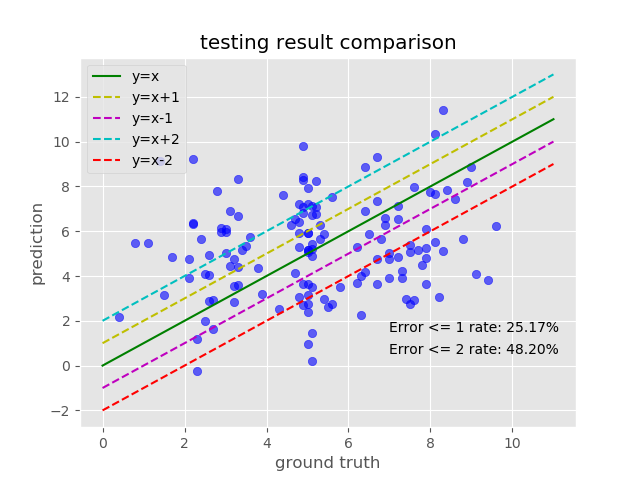 testing result comparison
y=x
y=x+1
y=x-1
y=x+2
y=x-2
12
10
8
6
4
2
0
−2
prediction
Error <= 1 rate: 25.17%
Error <= 2 rate: 48.20%
0 2 4 6 8 10
ground truth